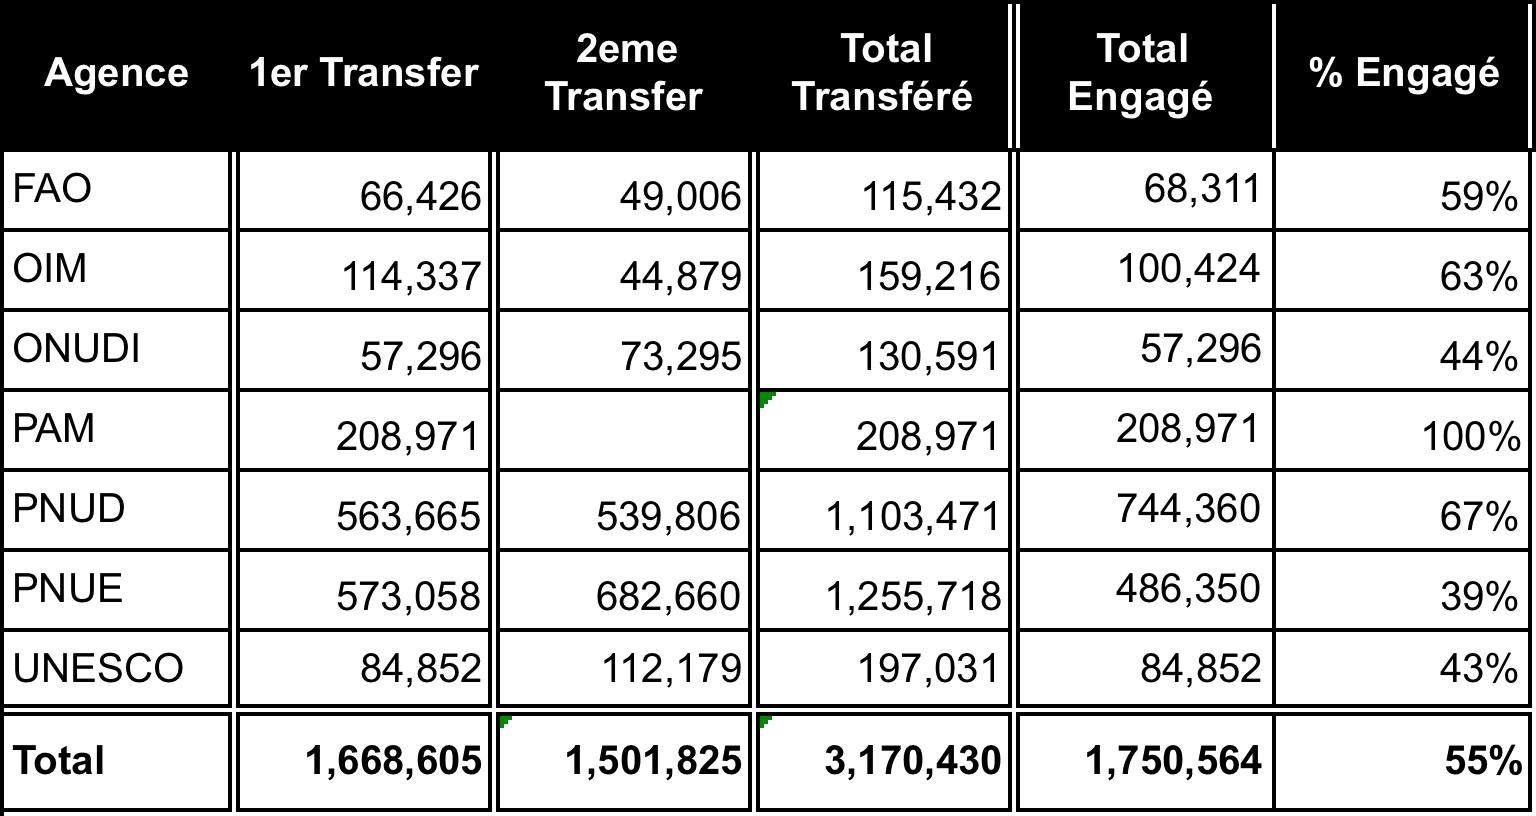 Agence 1er Transfer 2eme Transfer Total Transféré Total Engagé % Engagé
FAO 66,426 49,006 115,432 68,311 59%
OIM 114,337 44,879 159,216 100,424 63%
ONUDI 57,296 73,295 130,591 57,296 44%
PAM 208,971 208,971 208,971 100%
PNUD 563,665 539,806 1,103,471 744,360 67%
PNUE 573,058 682,660 1,255,718 486,350 39%
UNESCO 84,852 112,179 197,031 84,852 43%
Total 1,668,605 1,501,825 3,170,430 1,750,564 55%